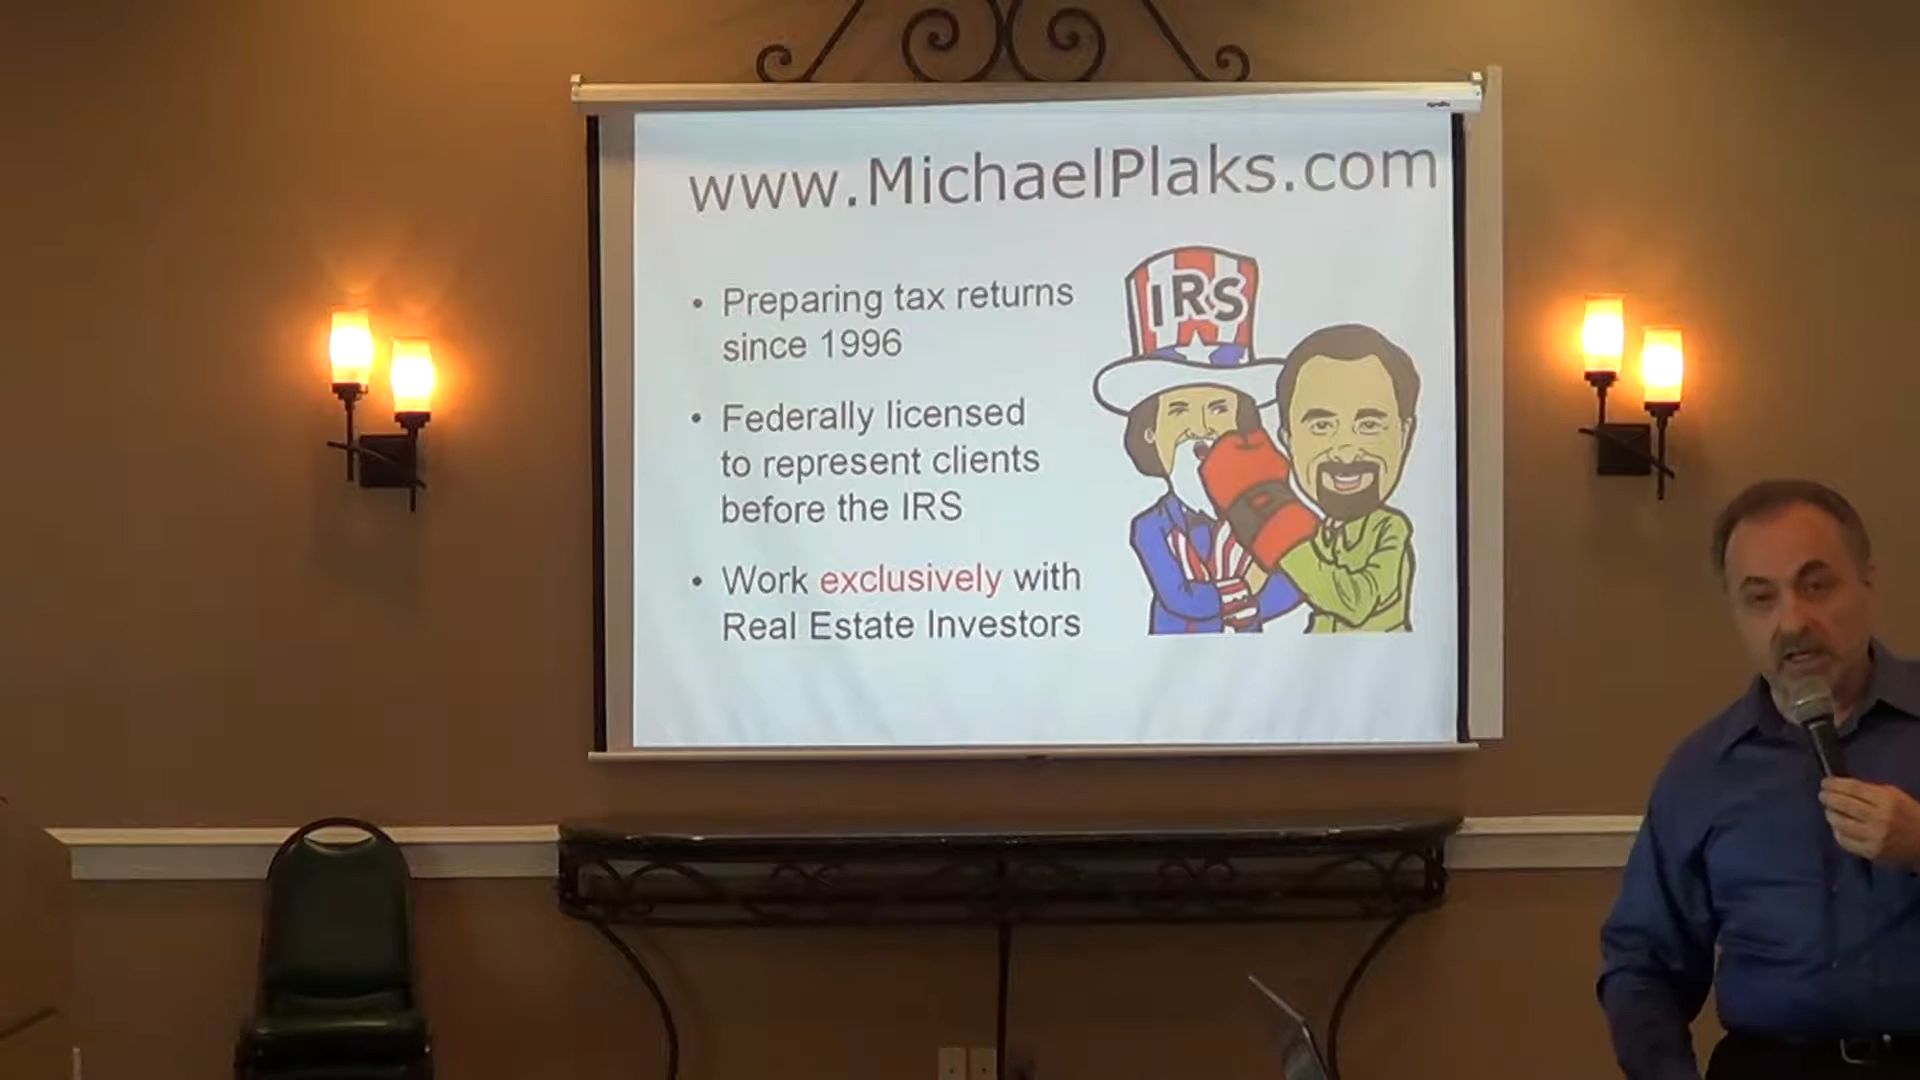 www.MichaelPlaks.com
• Preparing tax returns
since 1996
• Federally licensed
to represent clients
before the IRS
• Work exclusively with
Real Estate Investors
IRS